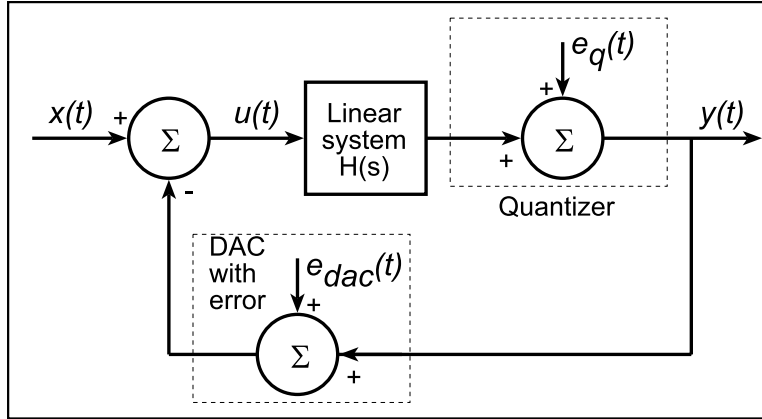 x(t)
+
Σ
-
u(t)
Linear
system
H(s)
e_q(t)
+
+
Σ
y(t)
Quantizer
DAC
with
error
e_dac(t)
+
Σ
+